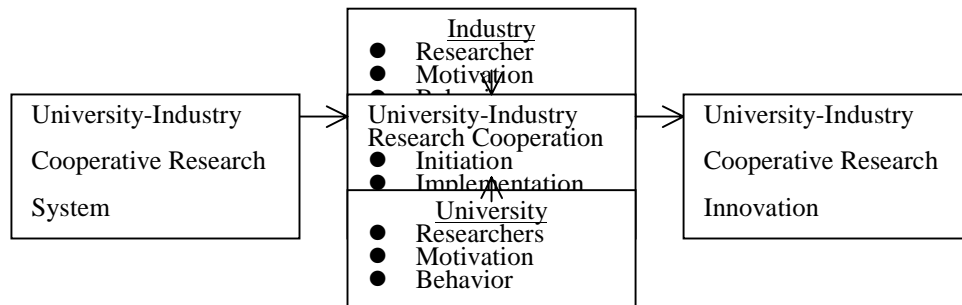 Industry
● Researcher
● Motivation
University-Industry
Cooperative Research
System
University-Industry
Research Cooperation
● Initiation
● Implementation
University
● Researchers
● Motivation
● Behavior
University-Industry
Cooperative Research
Innovation